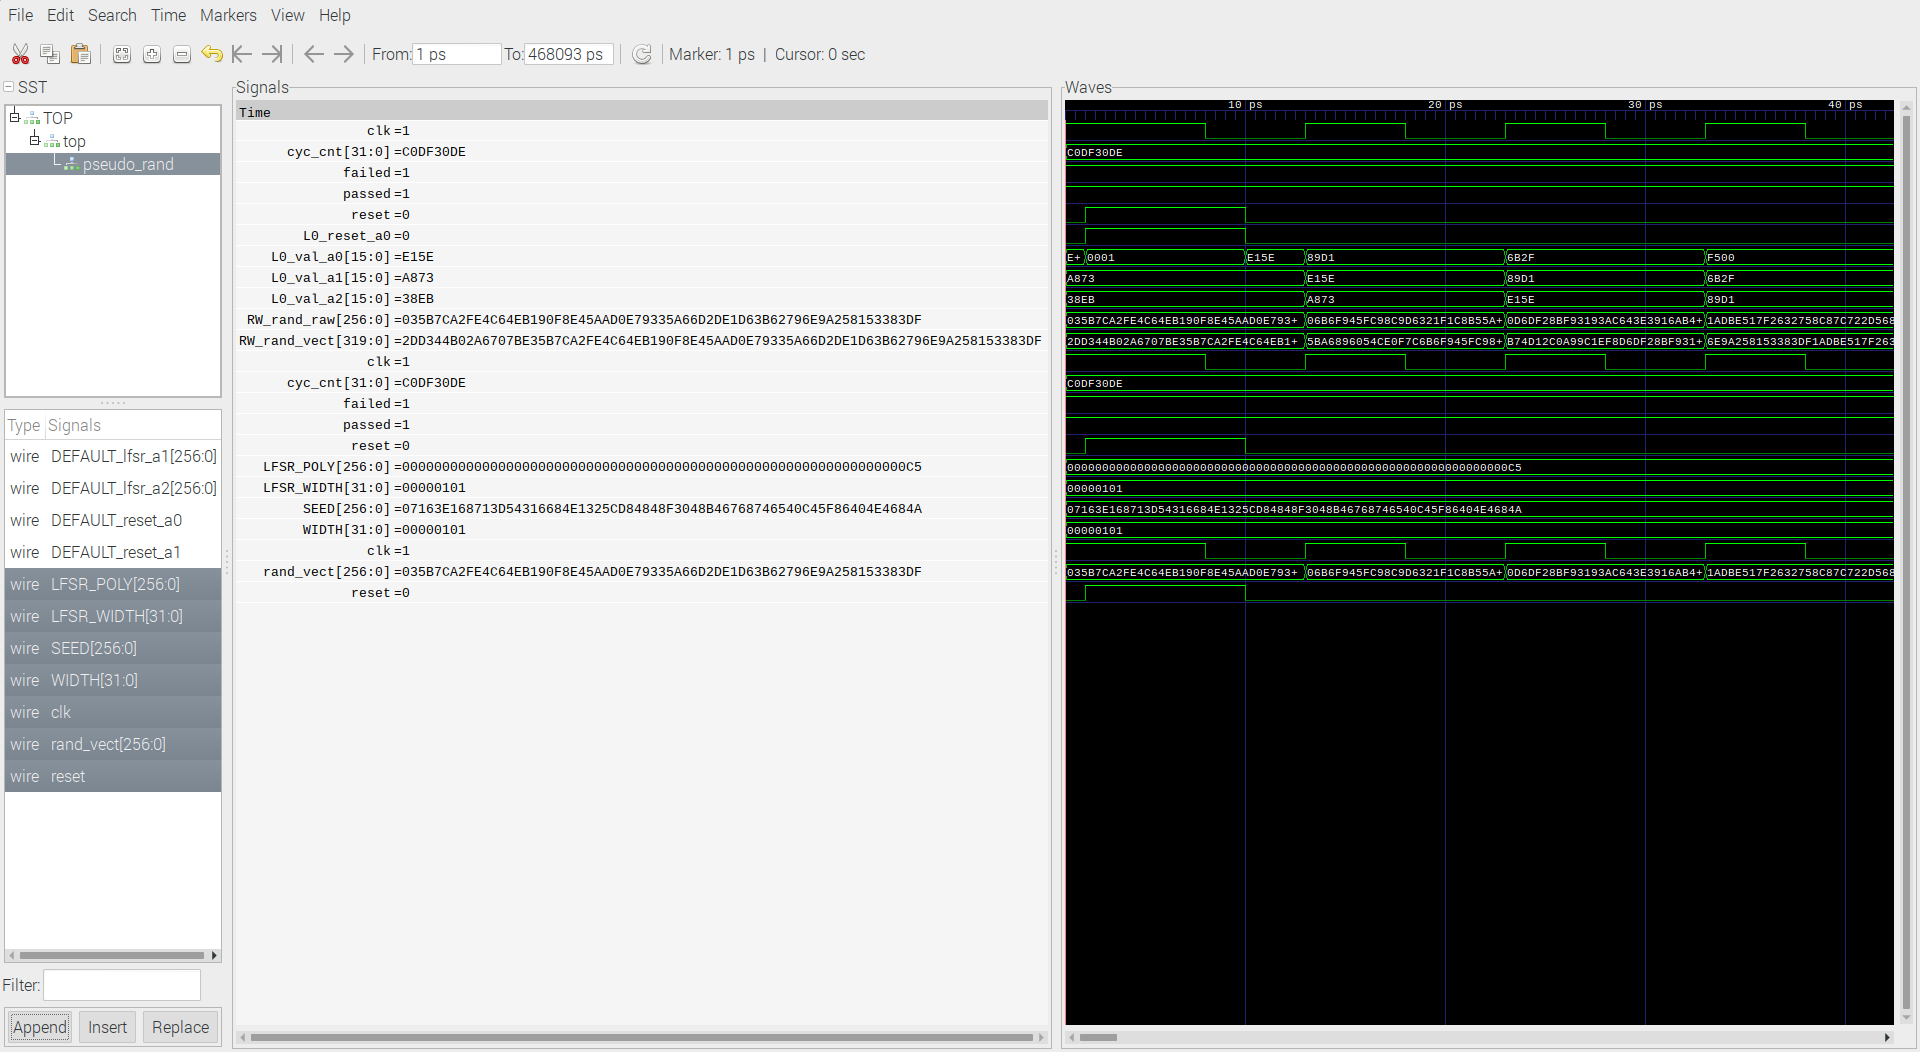 File Edit Search Time Markers View Help
From: 1 ps To: 468093 ps Marker: 1 ps | Cursor: 0 sec
SST
TOP
top
pseudo_rand
Type Signals
wire DEFAULT_lfsr_a1[256:0]
wire DEFAULT_lfsr_a2[256:0]
wire DEFAULT_reset_a0
wire DEFAULT_reset_a1
wire LFSR_POLY[256:0]
wire LFSR_WIDTH[31:0]
wire SEED[256:0]
wire WIDTH[31:0]
wire clk
wire rand_vect[256:0]
wire reset
Filter:
Append Insert Replace
Signals
Time
clk =1
cyc_cnt[31:0] =C0DF30DE
failed =1
passed =1
reset =0
L0_reset_a0 =0
L0_val_a0[15:0] =E15E
L0_val_a1[15:0] =A873
L0_val_a2[15:0] =38EB
RW_rand_raw[256:0] =035B7CA2FE4C64EB190F8E45AAD0E79335A66D2DE1D63B62796E9A258153383DF
RW_rand_vect[319:0] =2DD344B02A6707BE35B7CA2FE4C64EB190F8E45AAD0E79335A66D2DE1D63B62796E9A258153383DF
clk =1
cyc_cnt[31:0] =C0DF30DE
failed =1
passed =1
reset =0
LFSR_POLY[256:0] =000000000000000000000000000000000000000000000000000000000000000C5
LFSR_WIDTH[31:0] =00000101
SEED[256:0] =07163E168713D54316684E1325CD84848F3048B46768746540C45F86404E4684A
WIDTH[31:0] =00000101
clk =1
rand_vect[256:0] =035B7CA2FE4C64EB190F8E45AAD0E79335A66D2DE1D63B62796E9A258153383DF
reset =0
Waves
10 ps 20 ps 30 ps 40 ps
C0DF30DE
E+ 0001 E15E 89D1 6B2F F500
A873 E15E 89D1 6B2F
38EB A873 E15E 89D1
035B7CA2FE4C64EB190F8E45AAD0E793+ 06B6F945FC98C9D6321F1C8B55A+ 0D6DF28BF93193AC643E3916AB4+ 1ADBE517F2632758C87C722D568
2DD344B02A6707BE35B7CA2FE4C64EB1+ 5BA6896054CE0F7C6B6F945FC98+ B74D12C0A99C1EF8D6DF28BF931+ 6E9A258153383DF1ADBE517F263
C0DF30DE
000000000000000000000000000000000000000000000000000000000000000C5
00000101
07163E168713D54316684E1325CD84848F3048B46768746540C45F86404E4684A
00000101
035B7CA2FE4C64EB190F8E45AAD0E793+ 06B6F945FC98C9D6321F1C8B55A+ 0D6DF28BF93193AC643E3916AB4+ 1ADBE517F2632758C87C722D568